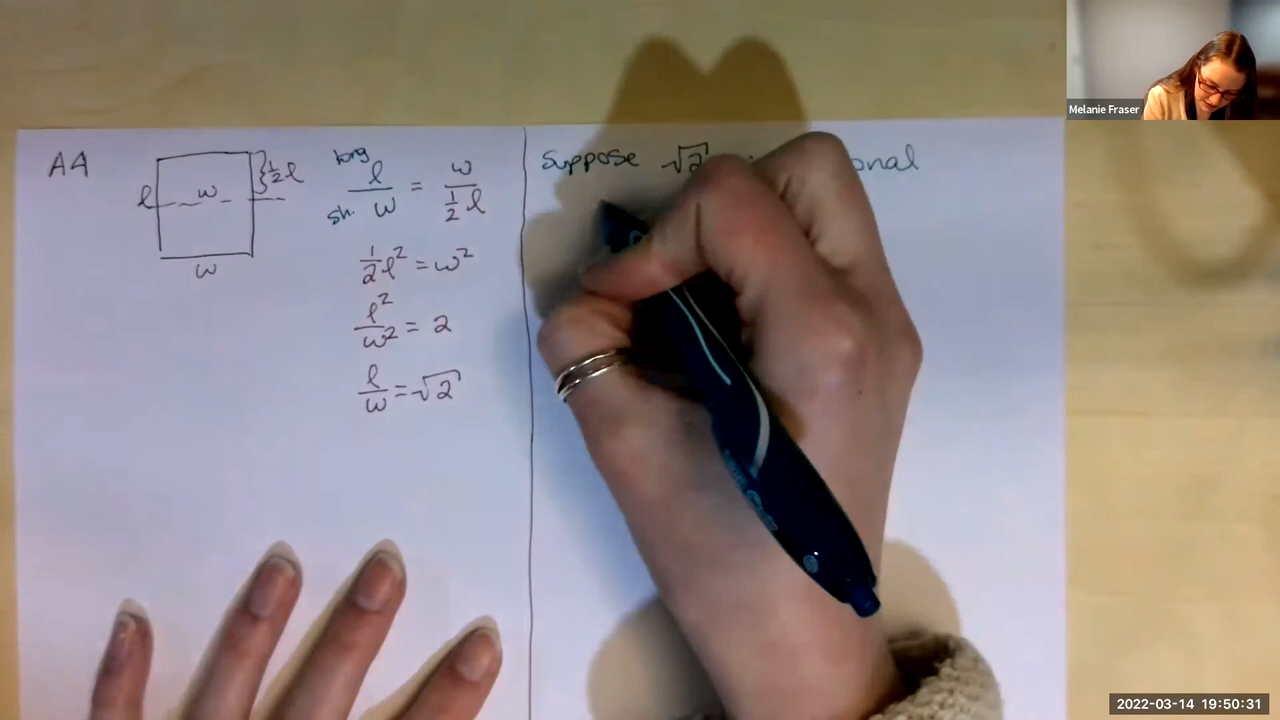 Melanie Fraser
A4
l
w
w
½l
long
sh.
l/w = w/½l
½l² = w²
l²/w² = 2
l/w = √2
Suppose √2
2022-03-14 19:50:31